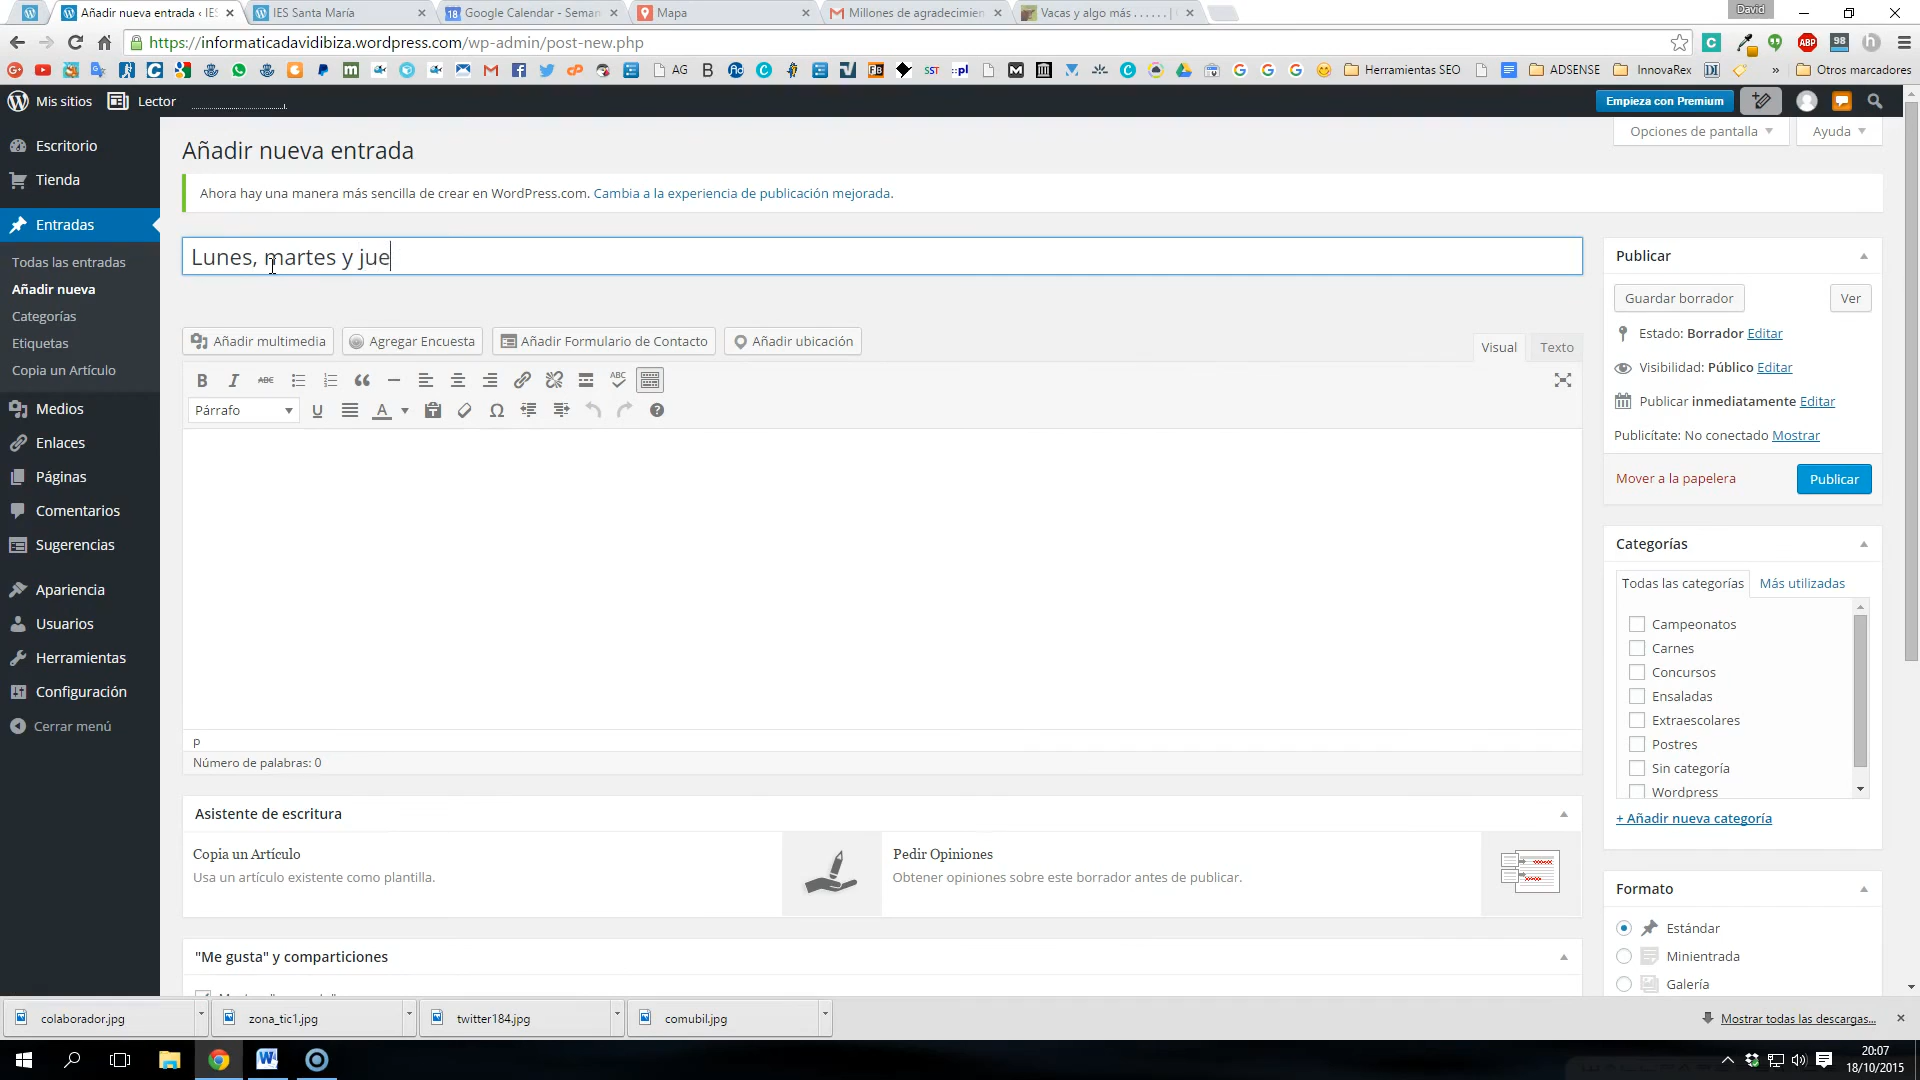 Añadir nueva entrada ‹ IES
IES Santa María
Google Calendar - Seman
Mapa
Millones de agradecimien
Vacas y algo más . . . . . . |
David
https://informaticadavidibiza.wordpress.com/wp-admin/post-new.php
AG
Herramientas SEO
ADSENSE
InnovaRex
»
Otros marcadores
Mis sitios
Lector
Empieza con Premium
Escritorio
Tienda
Entradas
Todas las entradas
Añadir nueva
Categorías
Etiquetas
Copia un Artículo
Medios
Enlaces
Páginas
Comentarios
Sugerencias
Apariencia
Usuarios
Herramientas
Configuración
Cerrar menú
Opciones de pantalla
Ayuda
Añadir nueva entrada
Ahora hay una manera más sencilla de crear en WordPress.com. Cambia a la experiencia de publicación mejorada.
Lunes, martes y jue
Añadir multimedia
Agregar Encuesta
Añadir Formulario de Contacto
Añadir ubicación
Visual
Texto
Párrafo
p
Número de palabras: 0
Asistente de escritura
Copia un Artículo
Usa un artículo existente como plantilla.
Pedir Opiniones
Obtener opiniones sobre este borrador antes de publicar.
"Me gusta" y comparticiones
Publicar
Guardar borrador
Ver
Estado: Borrador Editar
Visibilidad: Público Editar
Publicar inmediatamente Editar
Publicítate: No conectado Mostrar
Mover a la papelera
Publicar
Categorías
Todas las categorías
Más utilizadas
Campeonatos
Carnes
Concursos
Ensaladas
Extraescolares
Postres
Sin categoría
Wordpress
+ Añadir nueva categoría
Formato
Estándar
Minientrada
Galería
colaborador.jpg
zona_tic1.jpg
twitter184.jpg
comubil.jpg
Mostrar todas las descargas...
20:07
18/10/2015